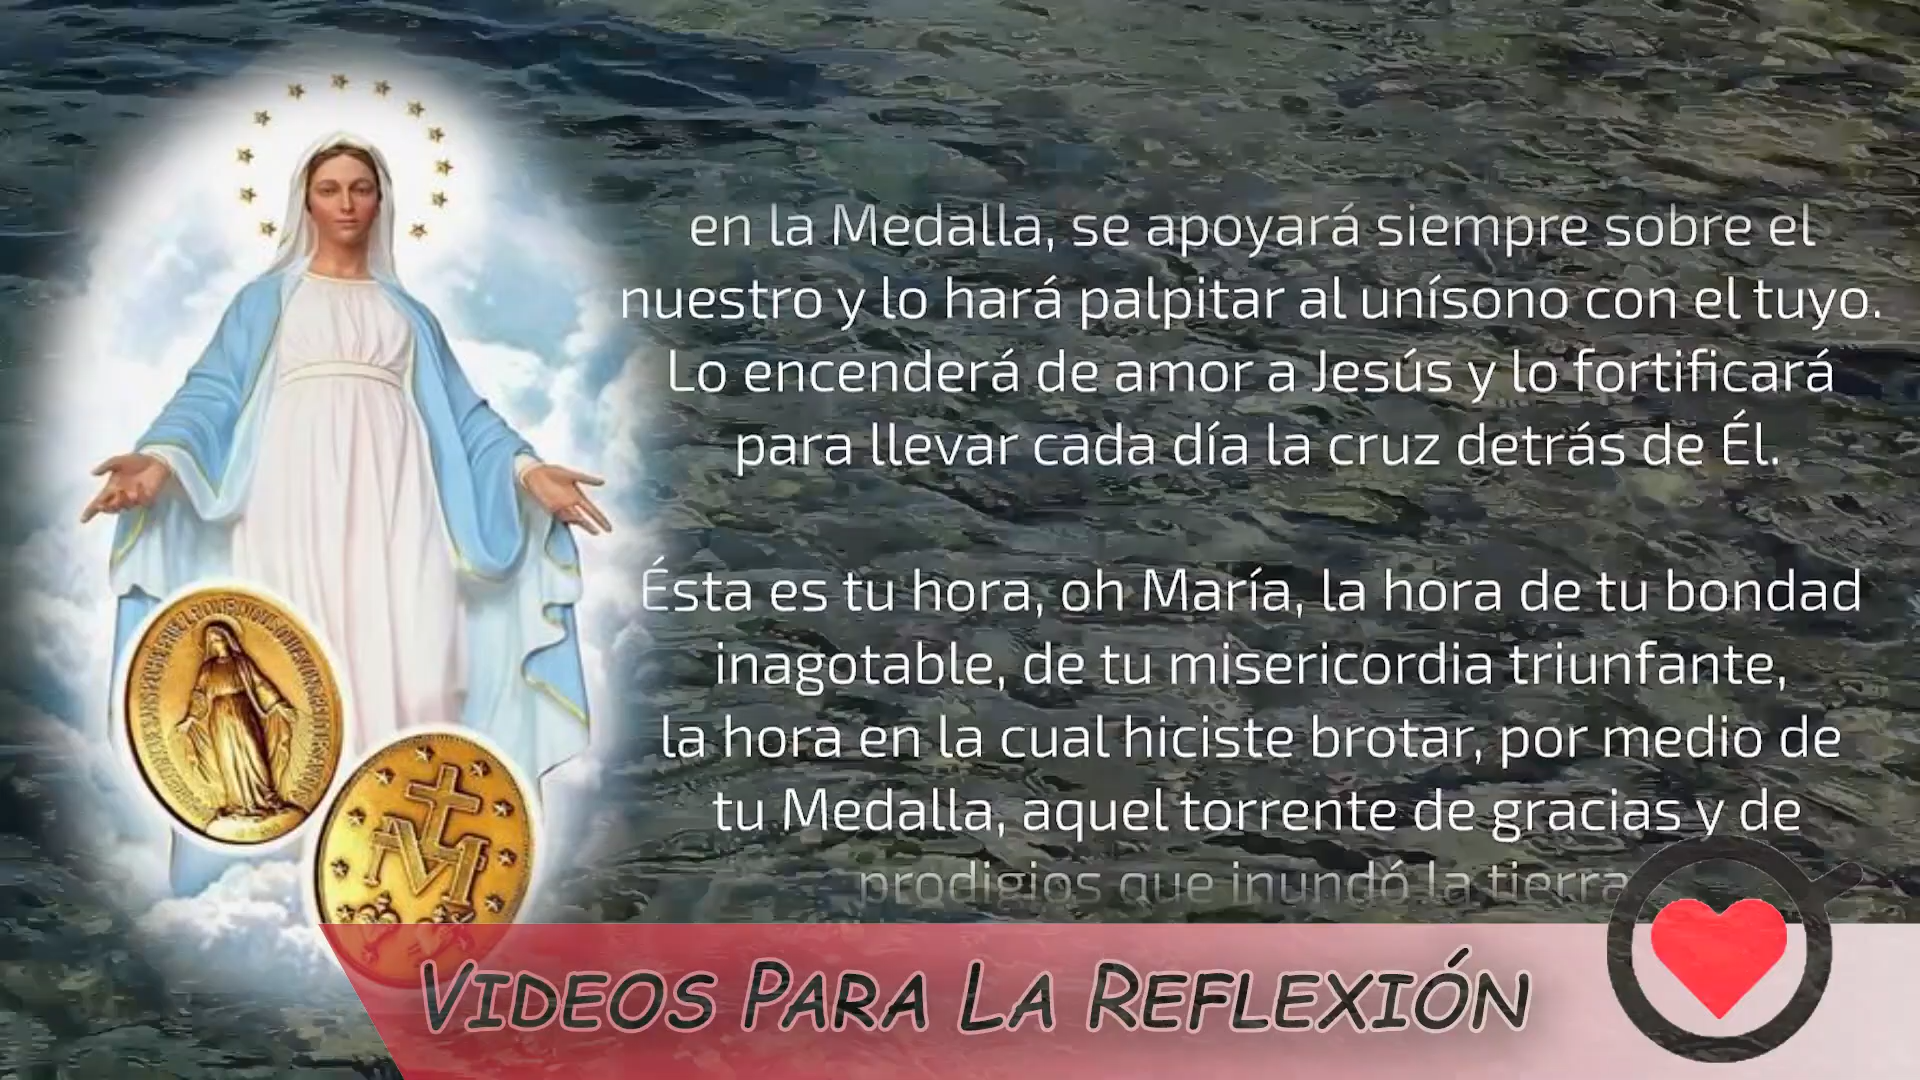 en la Medalla, se apoyará siempre sobre el
nuestro y lo hará palpitar al unísono con el tuyo.
Lo encenderá de amor a Jesús y lo fortificará
para llevar cada día la cruz detrás de Él.
Ésta es tu hora, oh María, la hora de tu bondad
inagotable, de tu misericordia triunfante,
la hora en la cual hiciste brotar, por medio de
tu Medalla, aquel torrente de gracias y de
prodigios que inundó la tierra
VIDEOS PARA LA REFLEXIÓN